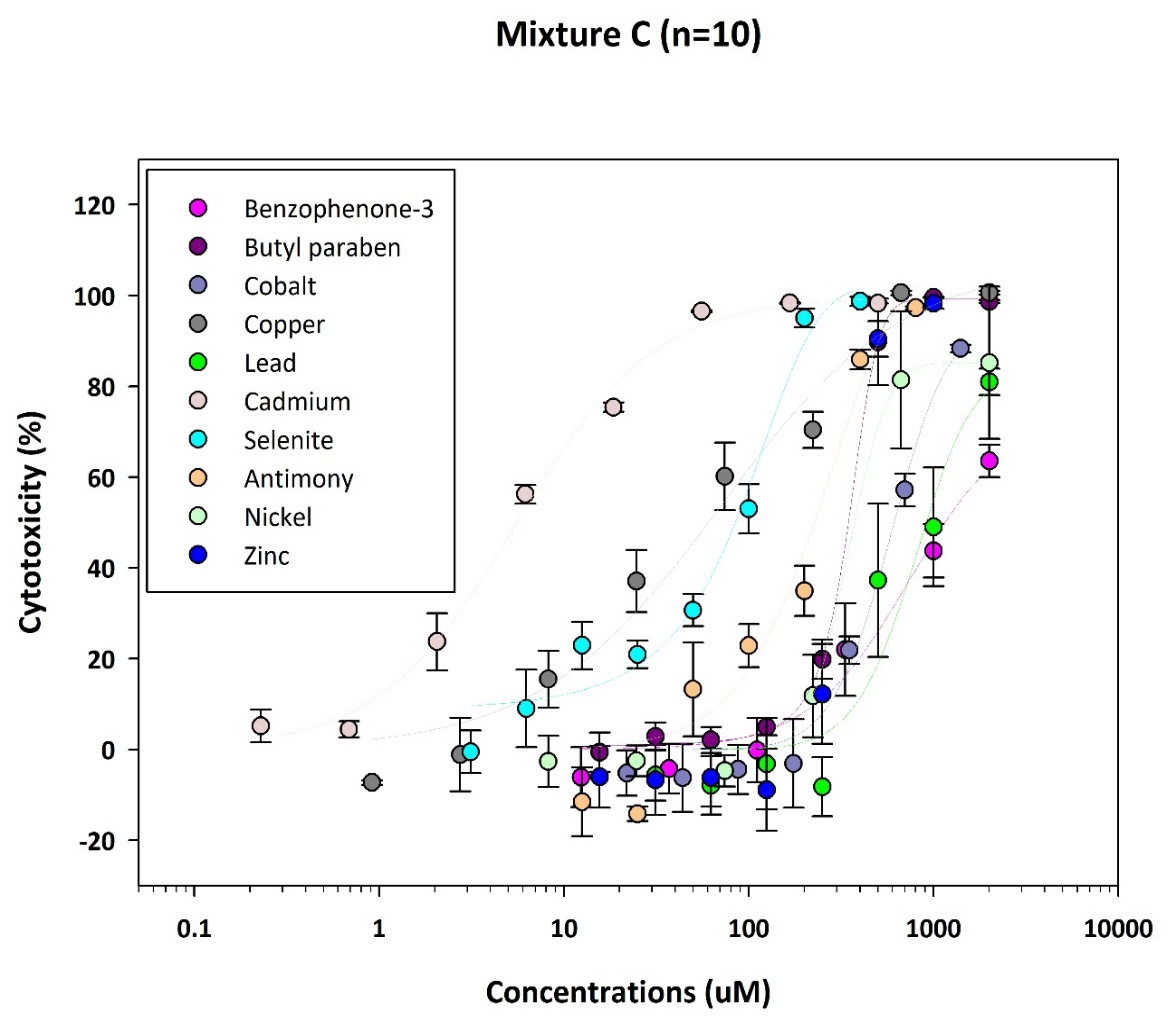 Mixture C (n=10)
120
100
80
60
40
20
0
-20
Cytotoxicity (%)
Benzophenone-3
Butyl paraben
Cobalt
Copper
Lead
Cadmium
Selenite
Antimony
Nickel
Zinc
0.1 1 10 100 1000 10000
Concentrations (uM)